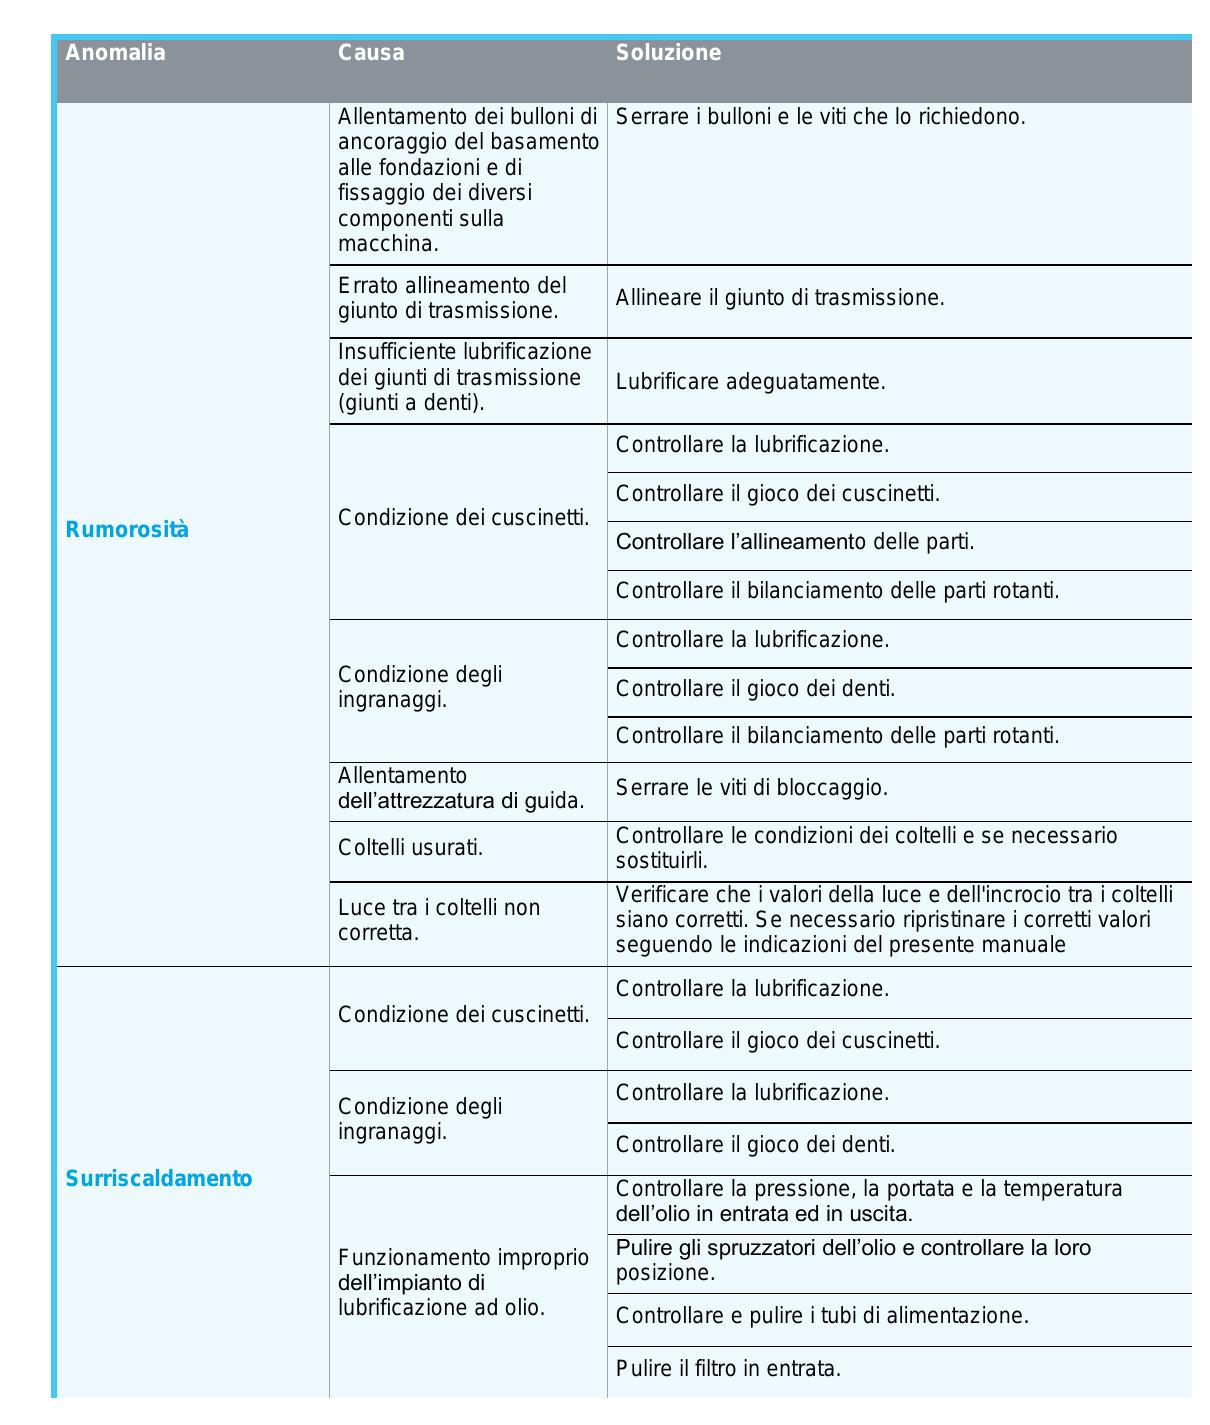 Anomalia Causa Soluzione
Allentamento dei bulloni di
ancoraggio del basamento
alle fondazioni e di
fissaggio dei diversi
componenti sulla
macchina.
Serrare i bulloni e le viti che lo richiedono.
Errato allineamento del
giunto di trasmissione.
Allineare il giunto di trasmissione.
Insufficiente lubrificazione
dei giunti di trasmissione
(giunti a denti).
Lubrificare adeguatamente.
Rumorosità
Condizione dei cuscinetti.
Controllare la lubrificazione.
Controllare il gioco dei cuscinetti.
Controllare l’allineamento delle parti.
Controllare il bilanciamento delle parti rotanti.
Condizione degli
ingranaggi.
Controllare la lubrificazione.
Controllare il gioco dei denti.
Controllare il bilanciamento delle parti rotanti.
Allentamento
dell’attrezzatura di guida.
Serrare le viti di bloccaggio.
Coltelli usurati.
Controllare le condizioni dei coltelli e se necessario
sostituirli.
Luce tra i coltelli non
corretta.
Verificare che i valori della luce e dell'incrocio tra i coltelli
siano corretti. Se necessario ripristinare i corretti valori
seguendo le indicazioni del presente manuale
Surriscaldamento
Condizione dei cuscinetti.
Controllare la lubrificazione.
Controllare il gioco dei cuscinetti.
Condizione degli
ingranaggi.
Controllare la lubrificazione.
Controllare il gioco dei denti.
Funzionamento improprio
dell’impianto di
lubrificazione ad olio.
Controllare la pressione, la portata e la temperatura
dell’olio in entrata ed in uscita.
Pulire gli spruzzatori dell’olio e controllare la loro
posizione.
Controllare e pulire i tubi di alimentazione.
Pulire il filtro in entrata.